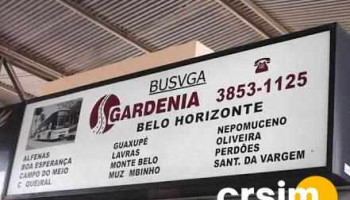 BUSVGA
GARDENIA 3853-1125
BELO HORIZONTE
ALFENAS
BOA ESPERANÇA
CAMPO DO MEIO
C QUEIRAL
GUAXUPÉ
LAVRAS
MONTE BELO
MUZ MBINHO
NEPOMUCENO
OLIVEIRA
PERDÕES
SANT. DA VARGEM
crsim